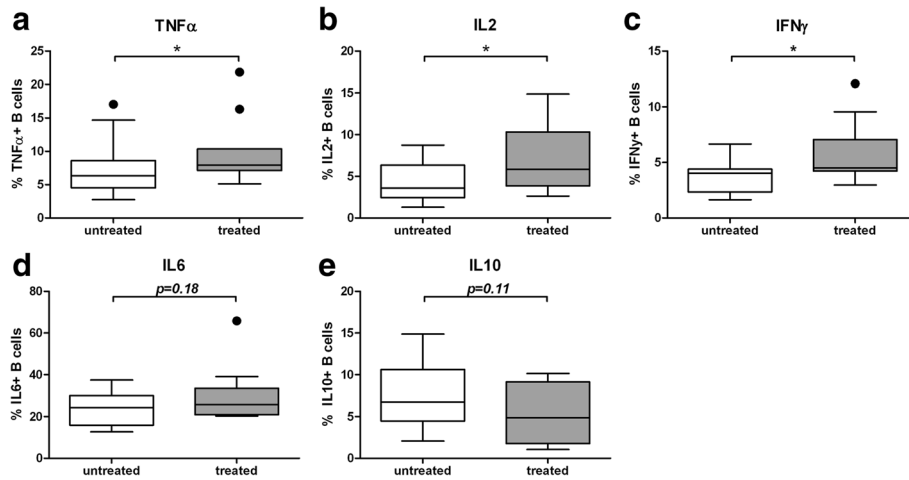 a
TNFα
% TNFα+ B cells
25
20
15
10
5
0
*
untreated
treated
b
IL2
% IL2+ B cells
20
15
10
5
0
*
untreated
treated
c
IFNγ
% IFNy+ B cells
15
10
5
0
*
untreated
treated
d
IL6
% IL6+ B cells
80
60
40
20
0
p=0.18
untreated
treated
e
IL10
% IL10+ B cells
20
15
10
5
0
p=0.11
untreated
treated